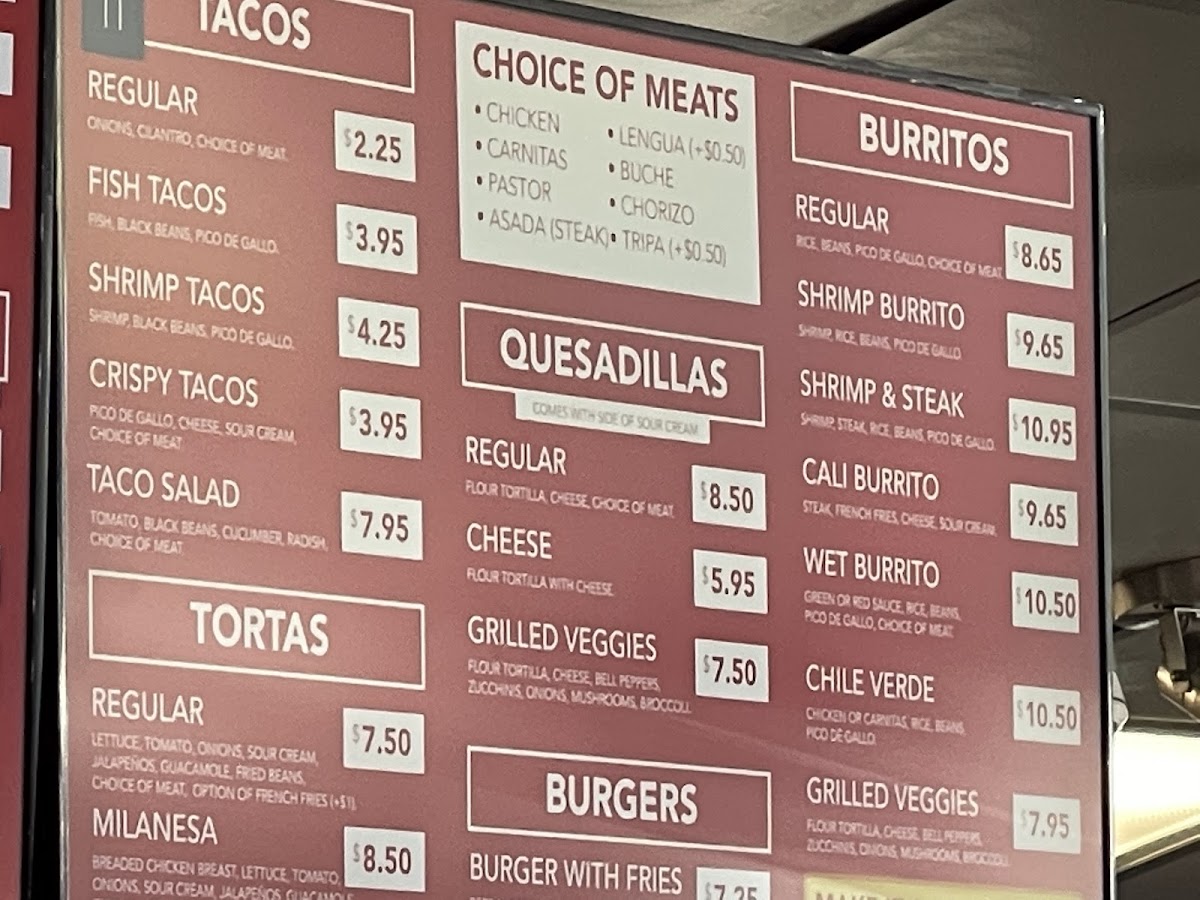 TACOS
REGULAR
ONIONS, CILANTRO, CHOICE OF MEAT.
$2.25
FISH TACOS
FISH, BLACK BEANS, PICO DE GALLO.
$3.95
SHRIMP TACOS
SHRIMP, BLACK BEANS, PICO DE GALLO.
$4.25
CRISPY TACOS
PICO DE GALLO, CHEESE, SOUR CREAM,
CHOICE OF MEAT.
$3.95
TACO SALAD
TOMATO, BLACK BEANS, CUCUMBER, RADISH,
CHOICE OF MEAT.
$7.95
TORTAS
REGULAR
LETTUCE, TOMATO, ONIONS, SOUR CREAM,
JALAPEÑOS, GUACAMOLE, FRIED BEANS,
CHOICE OF MEAT, OPTION OF FRENCH FRIES (+$1).
$7.50
MILANESA
BREADED CHICKEN BREAST, LETTUCE, TOMATO,
ONIONS, SOUR CREAM, JALAPEÑOS, GUACAMOLE
$8.50
CHOICE OF MEATS
• CHICKEN
• CARNITAS
• PASTOR
• ASADA (STEAK)
• LENGUA (+$0.50)
• BUCHE
• CHORIZO
• TRIPA (+$0.50)
QUESADILLAS
COMES WITH SIDE OF SOUR CREAM
REGULAR
FLOUR TORTILLA, CHEESE, CHOICE OF MEAT.
$8.50
CHEESE
FLOUR TORTILLA WITH CHEESE
$5.95
GRILLED VEGGIES
FLOUR TORTILLA, CHEESE, BELL PEPPERS,
ZUCCHINIS, ONIONS, MUSHROOMS, BROCCOLI.
$7.50
BURGERS
BURGER WITH FRIES
$7.25
BURRITOS
REGULAR
RICE, BEANS, PICO DE GALLO, CHOICE OF MEAT.
$8.65
SHRIMP BURRITO
SHRIMP, RICE, BEANS, PICO DE GALLO
$9.65
SHRIMP & STEAK
SHRIMP, STEAK, RICE, BEANS, PICO DE GALLO.
$10.95
CALI BURRITO
STEAK, FRENCH FRIES, CHEESE, SOUR CREAM,
$9.65
WET BURRITO
GREEN OR RED SAUCE, RICE, BEANS,
PICO DE GALLO, CHOICE OF MEAT.
$10.50
CHILE VERDE
CHICKEN OR CARNITAS, RICE, BEANS,
PICO DE GALLO.
$10.50
GRILLED VEGGIES
FLOUR TORTILLA, CHEESE, BELL PEPPERS,
ZUCCHINIS, ONIONS, MUSHROOMS, BROCCOLI.
$7.95